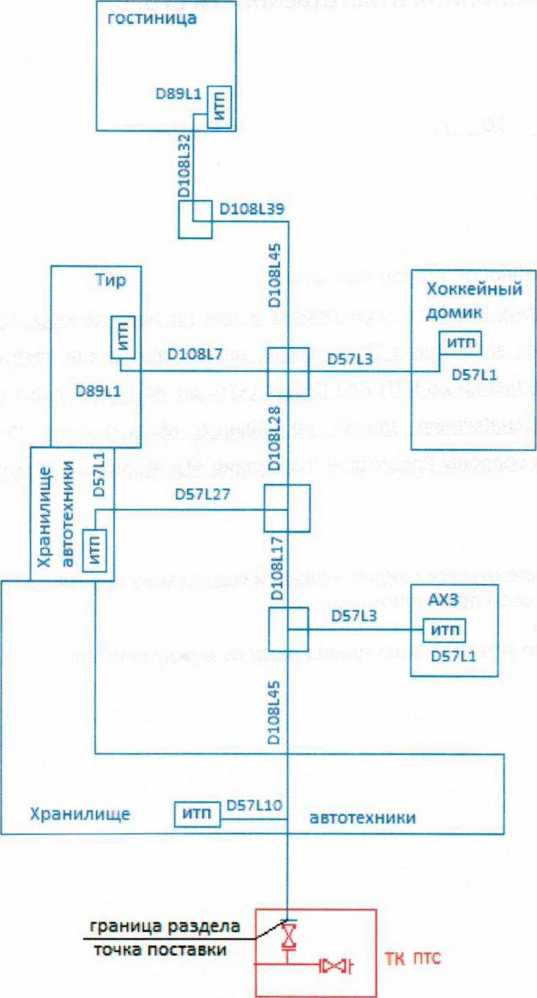 гостиница
D89L1
ИТП
D108L32
D108L39
D108L45
Тир
ИТП
D108L7
D89L1
Хоккейный
домик
ИТП
D57L3
D57L1
D108L28
Хранилище
автотехники
D57L1
ИТП
D57L27
D108L17
АХЗ
D57L3
ИТП
D57L1
D108L45
Хранилище
ИТП
D57L10
автотехники
граница раздела
точка поставки
ТК ПТС